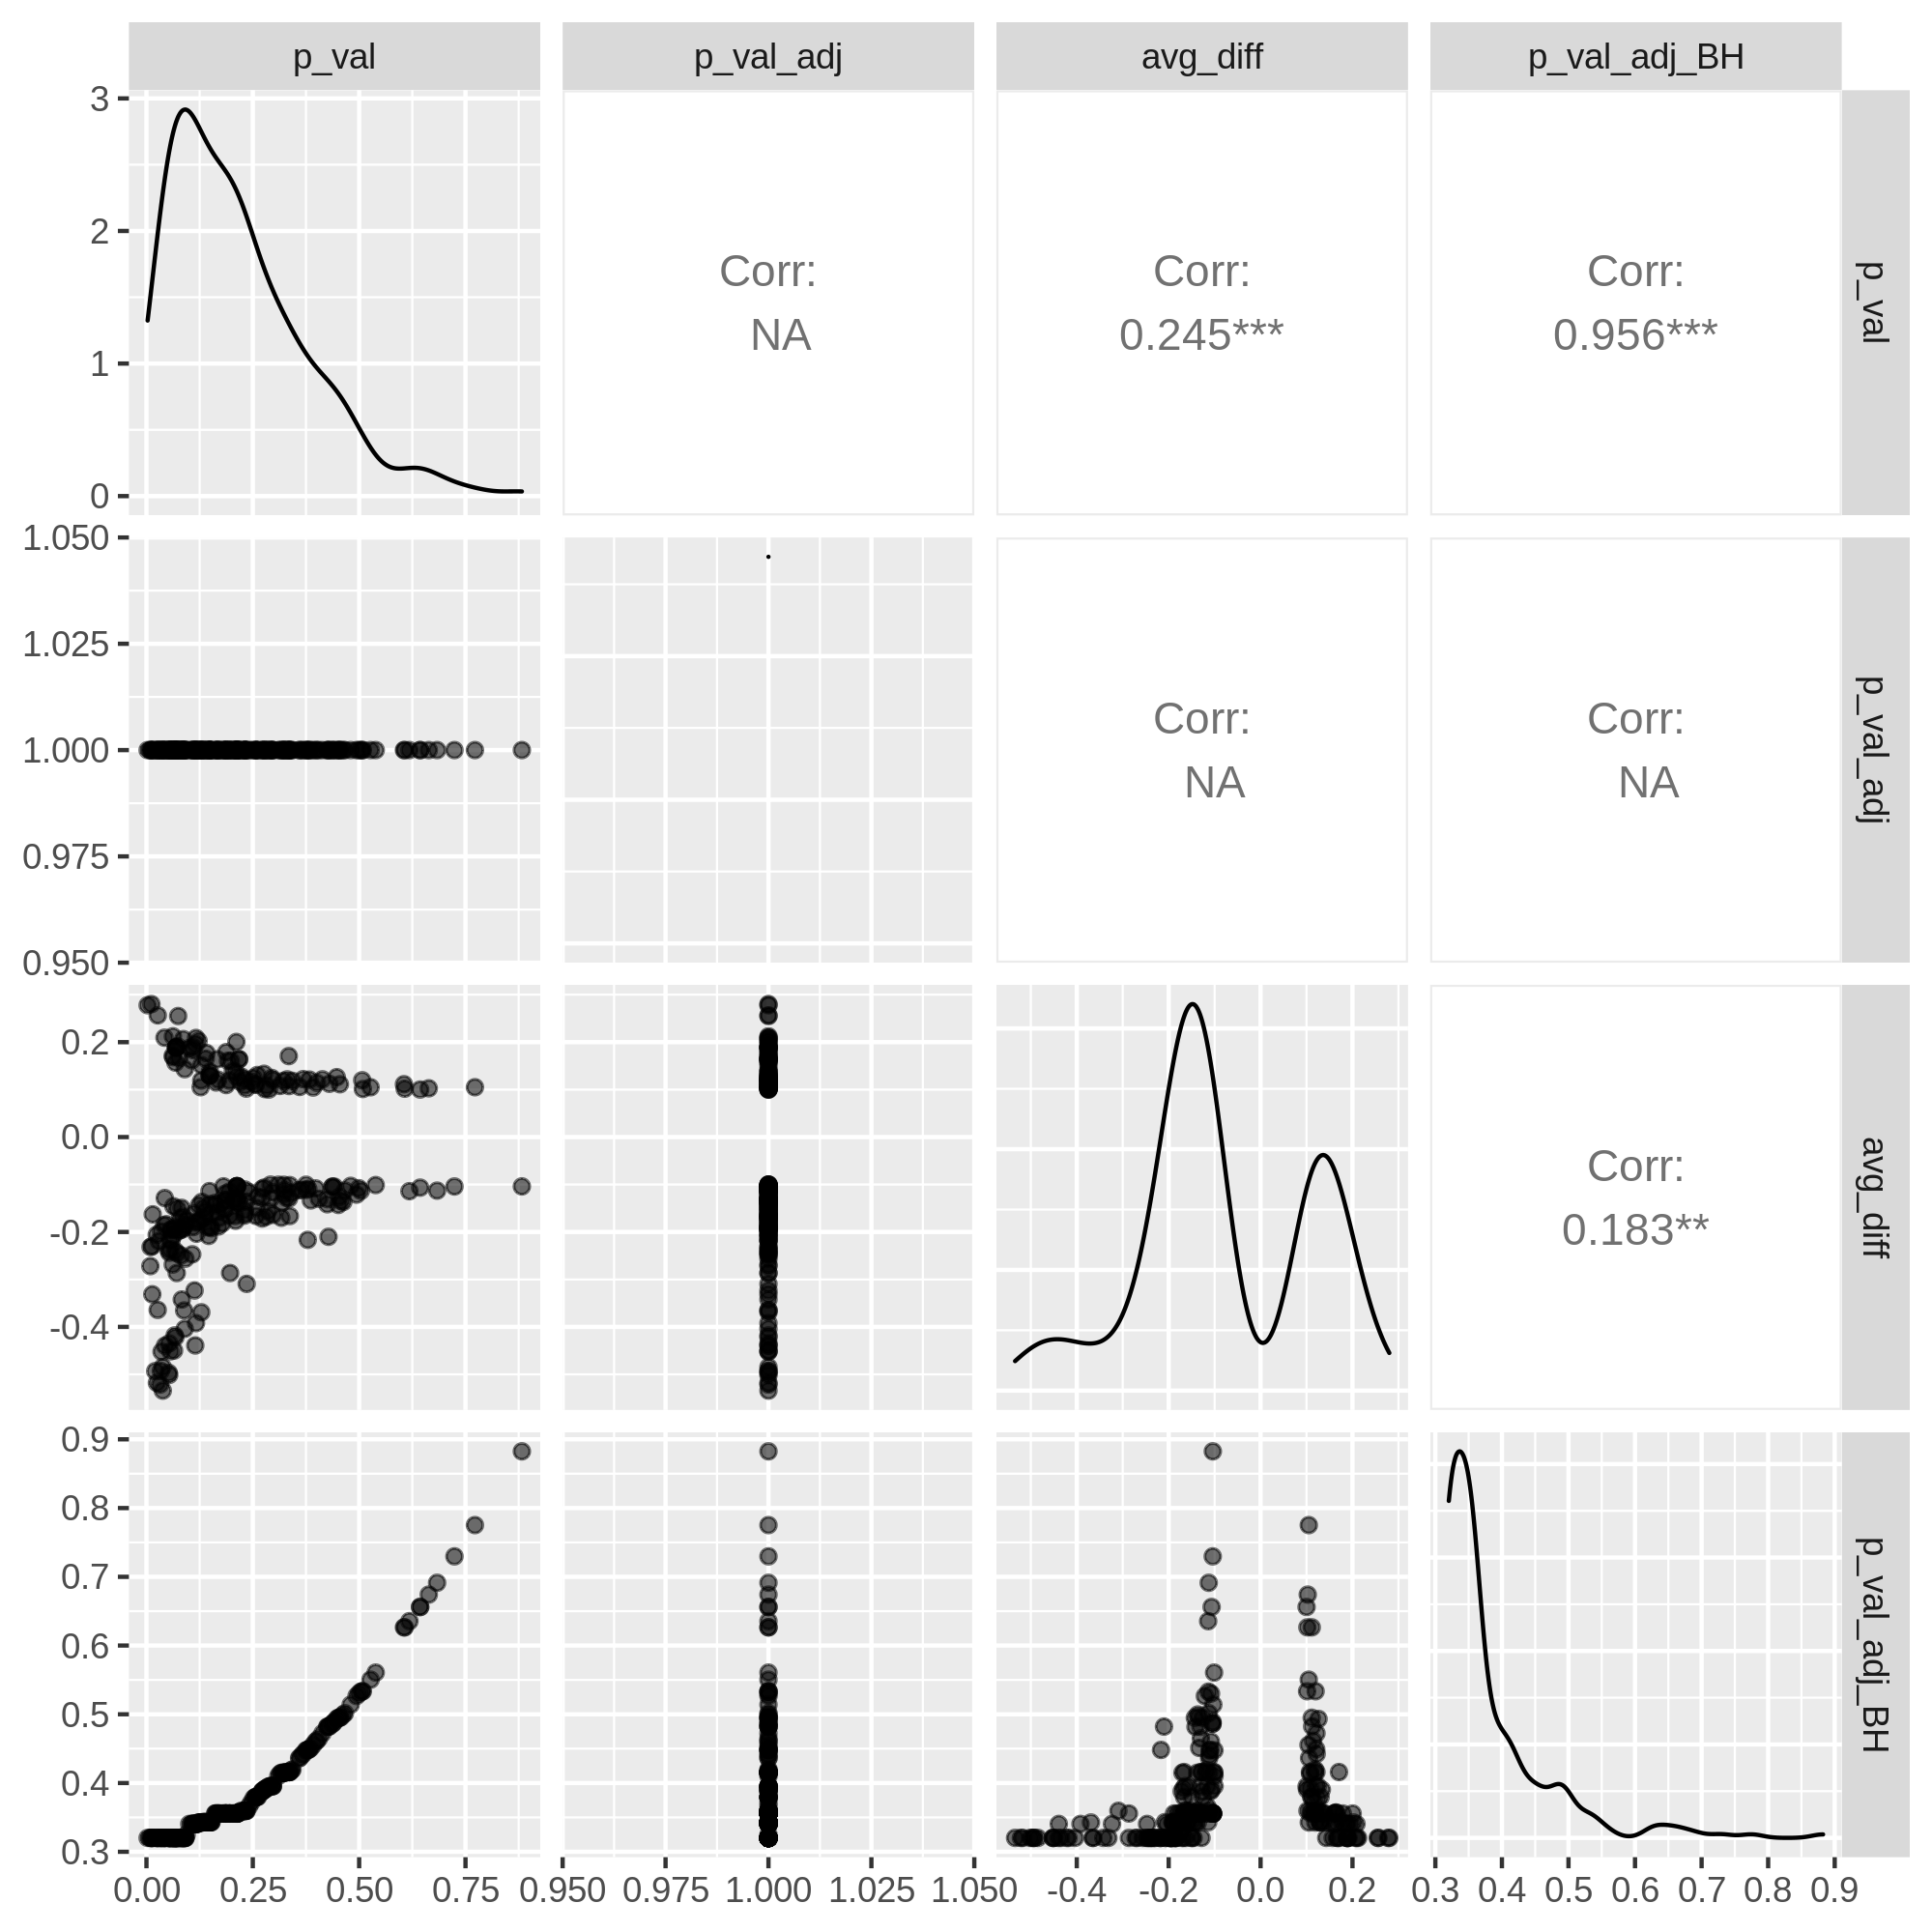 p_val p_val_adj avg_diff p_val_adj_BH
3
2
1
0
Corr:
NA
Corr:
0.245***
Corr:
0.956***
p_val
1.050
1.025
1.000
0.975
0.950
Corr:
NA
Corr:
NA
p_val_adj
0.2
0.0
-0.2
-0.4
Corr:
0.183**
avg_diff
0.9
0.8
0.7
0.6
0.5
0.4
0.3
p_val_adj_BH
0.00 0.25 0.50 0.75 0.950 0.975 1.000 1.025 1.050 -0.4 -0.2 0.0 0.2 0.3 0.4 0.5 0.6 0.7 0.8 0.9